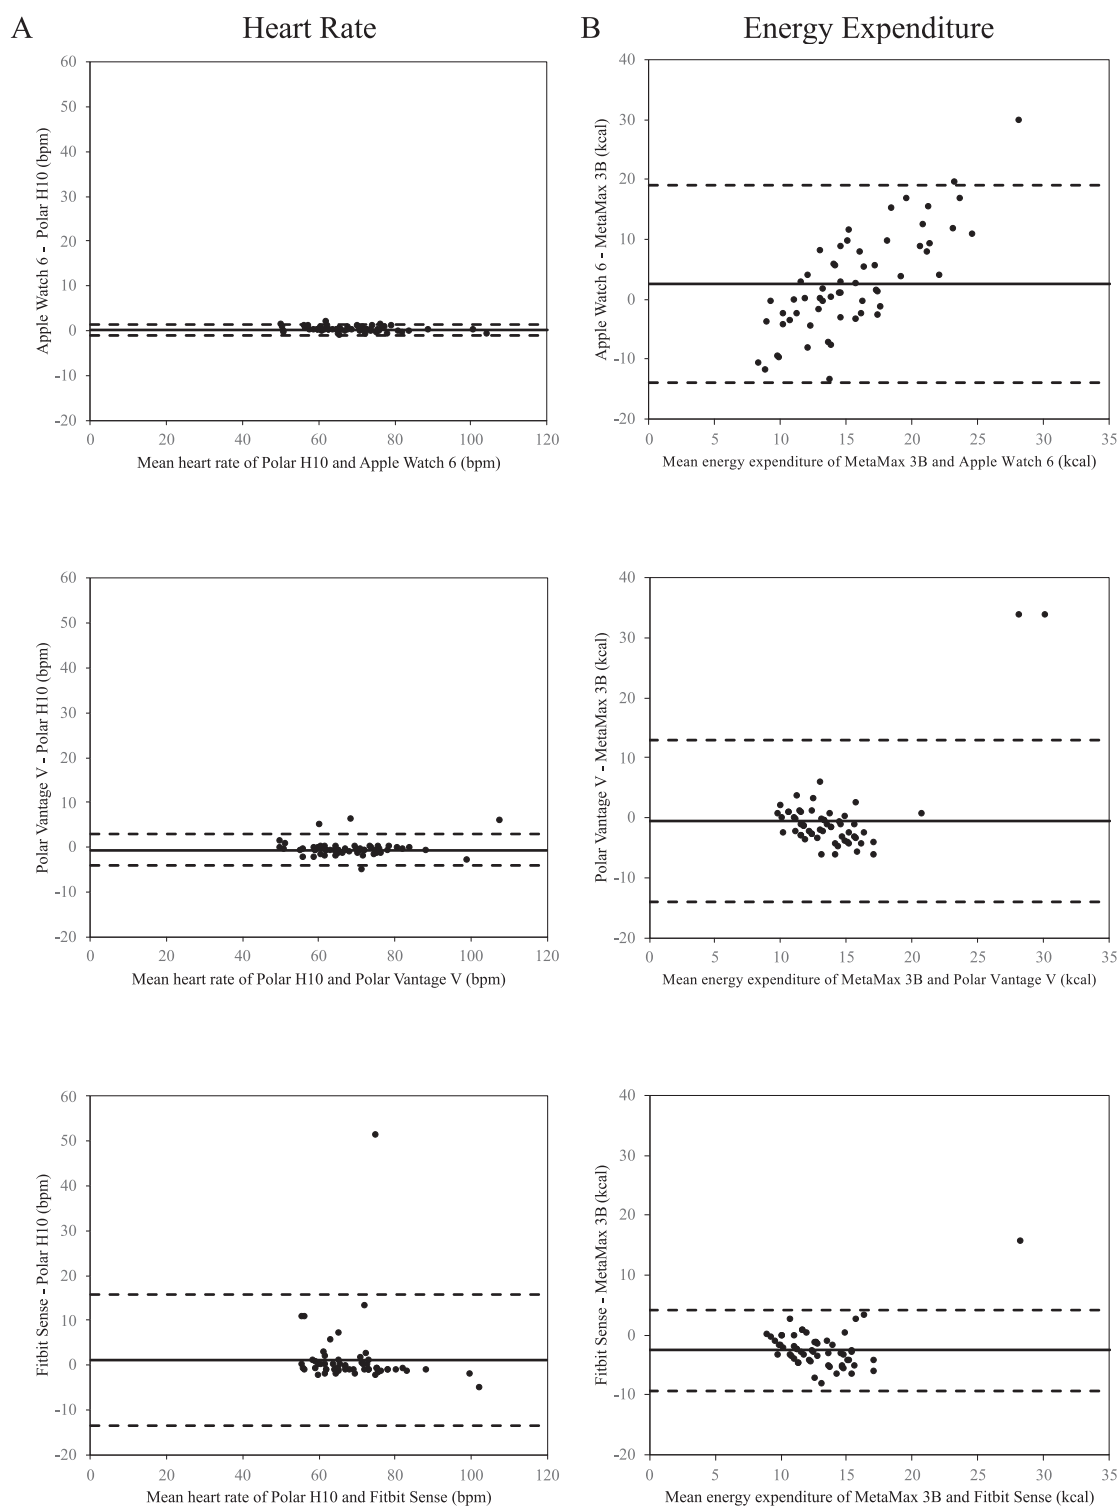 A Heart Rate
B Energy Expenditure
60
50
40
30
20
10
0
-10
-20
Apple Watch 6 - Polar H10 (bpm)
0 20 40 60 80 100 120
Mean heart rate of Polar H10 and Apple Watch 6 (bpm)
40
30
20
10
0
-10
-20
Apple Watch 6 - MetaMax 3B (kcal)
0 5 10 15 20 25 30 35
Mean energy expenditure of MetaMax 3B and Apple Watch 6 (kcal)
60
50
40
30
20
10
0
-10
-20
Polar Vantage V - Polar H10 (bpm)
0 20 40 60 80 100 120
Mean heart rate of Polar H10 and Polar Vantage V (bpm)
40
30
20
10
0
-10
-20
Polar Vantage V - MetaMax 3B (kcal)
0 5 10 15 20 25 30 35
Mean energy expenditure of MetaMax 3B and Polar Vantage V (kcal)
60
50
40
30
20
10
0
-10
-20
Fitbit Sense - Polar H10 (bpm)
0 20 40 60 80 100 120
Mean heart rate of Polar H10 and Fitbit Sense (bpm)
40
30
20
10
0
-10
-20
Fitbit Sense - MetaMax 3B (kcal)
0 5 10 15 20 25 30 35
Mean energy expenditure of MetaMax 3B and Fitbit Sense (kcal)